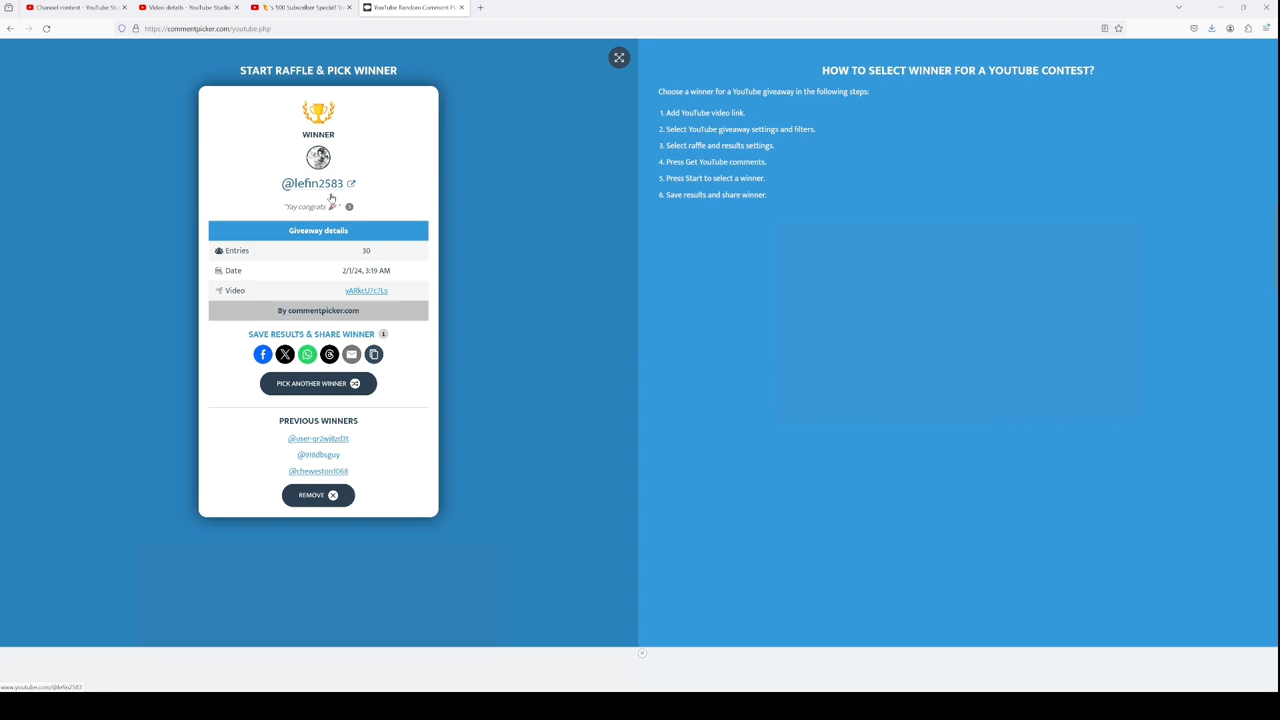 Channel content - YouTube Stu
Video details - YouTube Studio
's 500 Subscriber Special! Yo
YouTube Random Comment Pi
https://commentpicker.com/youtube.php
START RAFFLE & PICK WINNER
WINNER
@lefin2583
"Yay congrats 🎉"
Giveaway details
Entries 30
Date 2/1/24, 3:19 AM
Video yARkcU7c7Ls
By commentpicker.com
SAVE RESULTS & SHARE WINNER
PICK ANOTHER WINNER
PREVIOUS WINNERS
@user-qr2wj8zd3t
@918dbsguy
@cheweston1068
REMOVE
HOW TO SELECT WINNER FOR A YOUTUBE CONTEST?
Choose a winner for a YouTube giveaway in the following steps:
1. Add YouTube video link.
2. Select YouTube giveaway settings and filters.
3. Select raffle and results settings.
4. Press Get YouTube comments.
5. Press Start to select a winner.
6. Save results and share winner.
www.youtube.com/@lefin2583